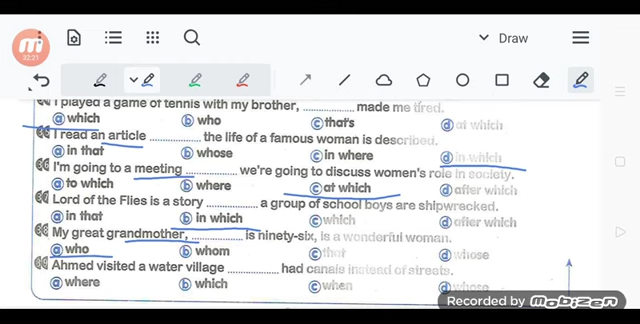 m
32:21
Draw
I played a game of tennis with my brother, ............ made me tired.
ⓐ which ⓑ who ⓒ that's ⓓ at which
I read an article ............ the life of a famous woman is described.
ⓐ in that ⓑ whose ⓒ in where ⓓ in which
I'm going to a meeting ............ we're going to discuss women's role in society.
ⓐ to which ⓑ where ⓒ at which ⓓ after which
Lord of the Flies is a story ............ a group of school boys are shipwrecked.
ⓐ in that ⓑ in which ⓒ which ⓓ after which
My great grandmother, ............ is ninety-six, is a wonderful woman.
ⓐ who ⓑ whom ⓒ that ⓓ whose
Ahmed visited a water village ............ had canals instead of streets.
ⓐ where ⓑ which ⓒ when ⓓ whose
Recorded by Mobizen